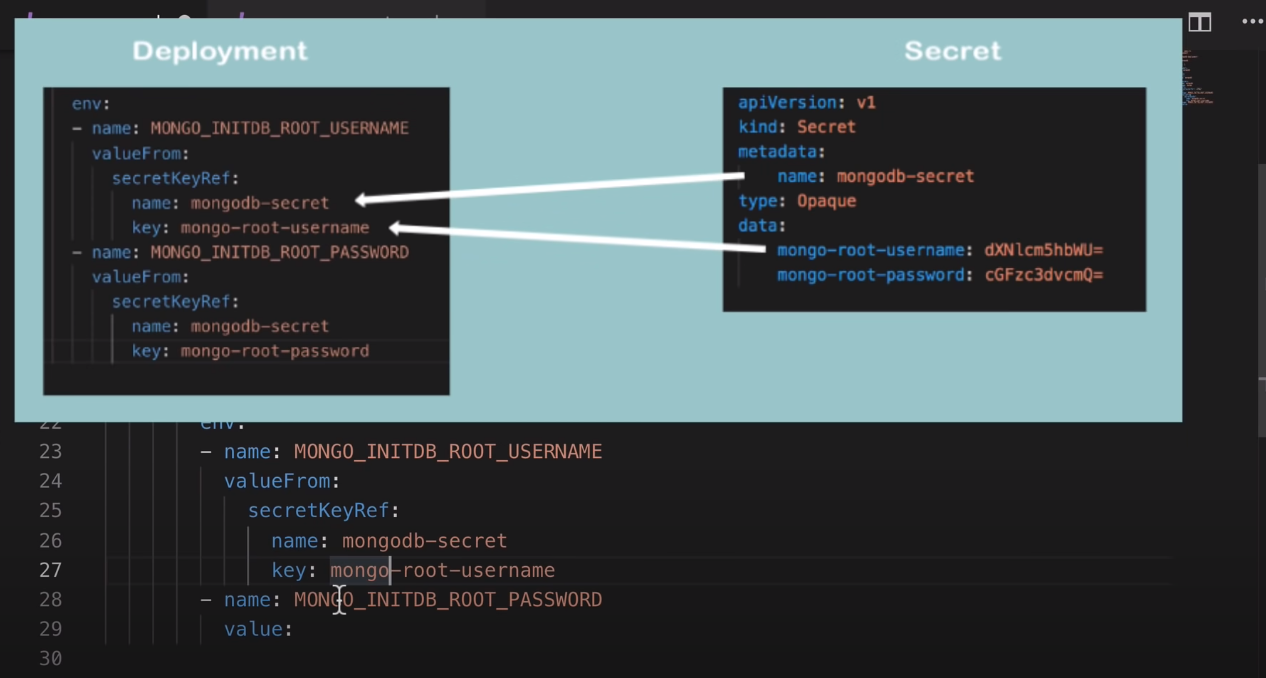 Deployment
env:
- name: MONGO_INITDB_ROOT_USERNAME
valueFrom:
secretKeyRef:
name: mongodb-secret
key: mongo-root-username
- name: MONGO_INITDB_ROOT_PASSWORD
valueFrom:
secretKeyRef:
name: mongodb-secret
key: mongo-root-password
Secret
apiVersion: v1
kind: Secret
metadata:
name: mongodb-secret
type: Opaque
data:
mongo-root-username: dXNlcm5hbWU=
mongo-root-password: cGFzc3dvcmQ=
22 env:
23 - name: MONGO_INITDB_ROOT_USERNAME
24 valueFrom:
25 secretKeyRef:
26 name: mongodb-secret
27 key: mongo-root-username
28 - name: MONGO_INITDB_ROOT_PASSWORD
29 value:
30